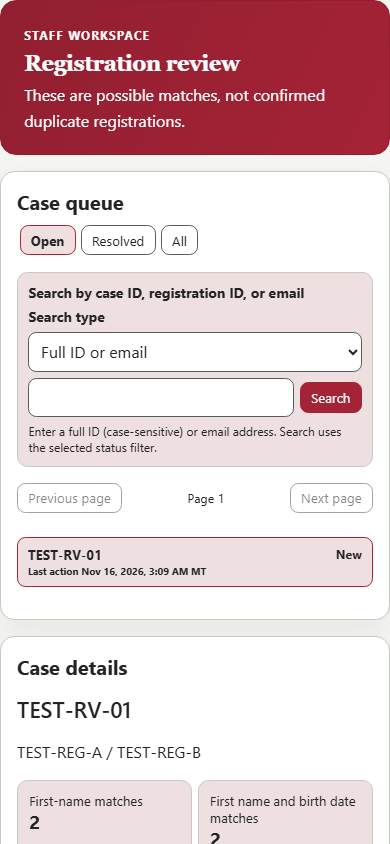 STAFF WORKSPACE
Registration review
These are possible matches, not confirmed
duplicate registrations.
Case queue
Open
Resolved
All
Search by case ID, registration ID, or email
Search type
Full ID or email
Search
Enter a full ID (case-sensitive) or email address. Search uses
the selected status filter.
Previous page
Page 1
Next page
TEST-RV-01
New
Last action Nov 16, 2026, 3:09 AM MT
Case details
TEST-RV-01
TEST-REG-A / TEST-REG-B
First-name matches
2
First name and birth date
matches
2